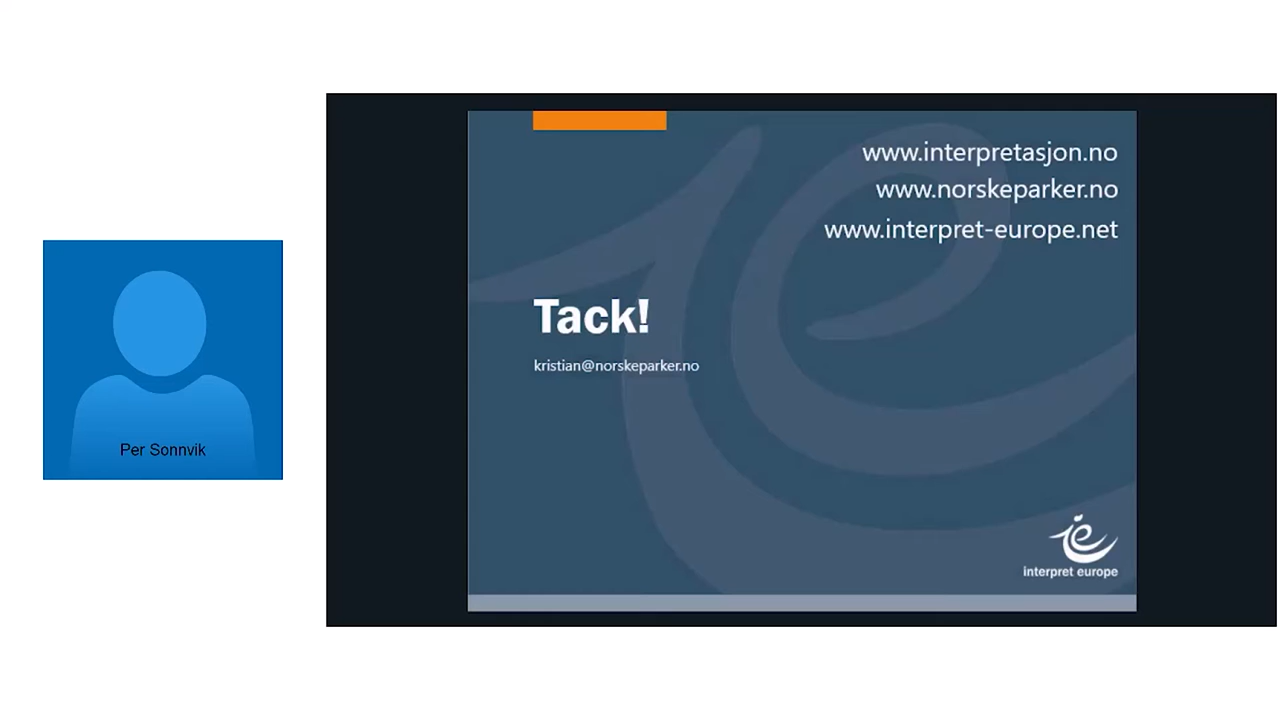 Per Sonnvik
www.interpretasjon.no
www.norskeparker.no
www.interpret-europe.net
Tack!
kristian@norskeparker.no
interpret europe